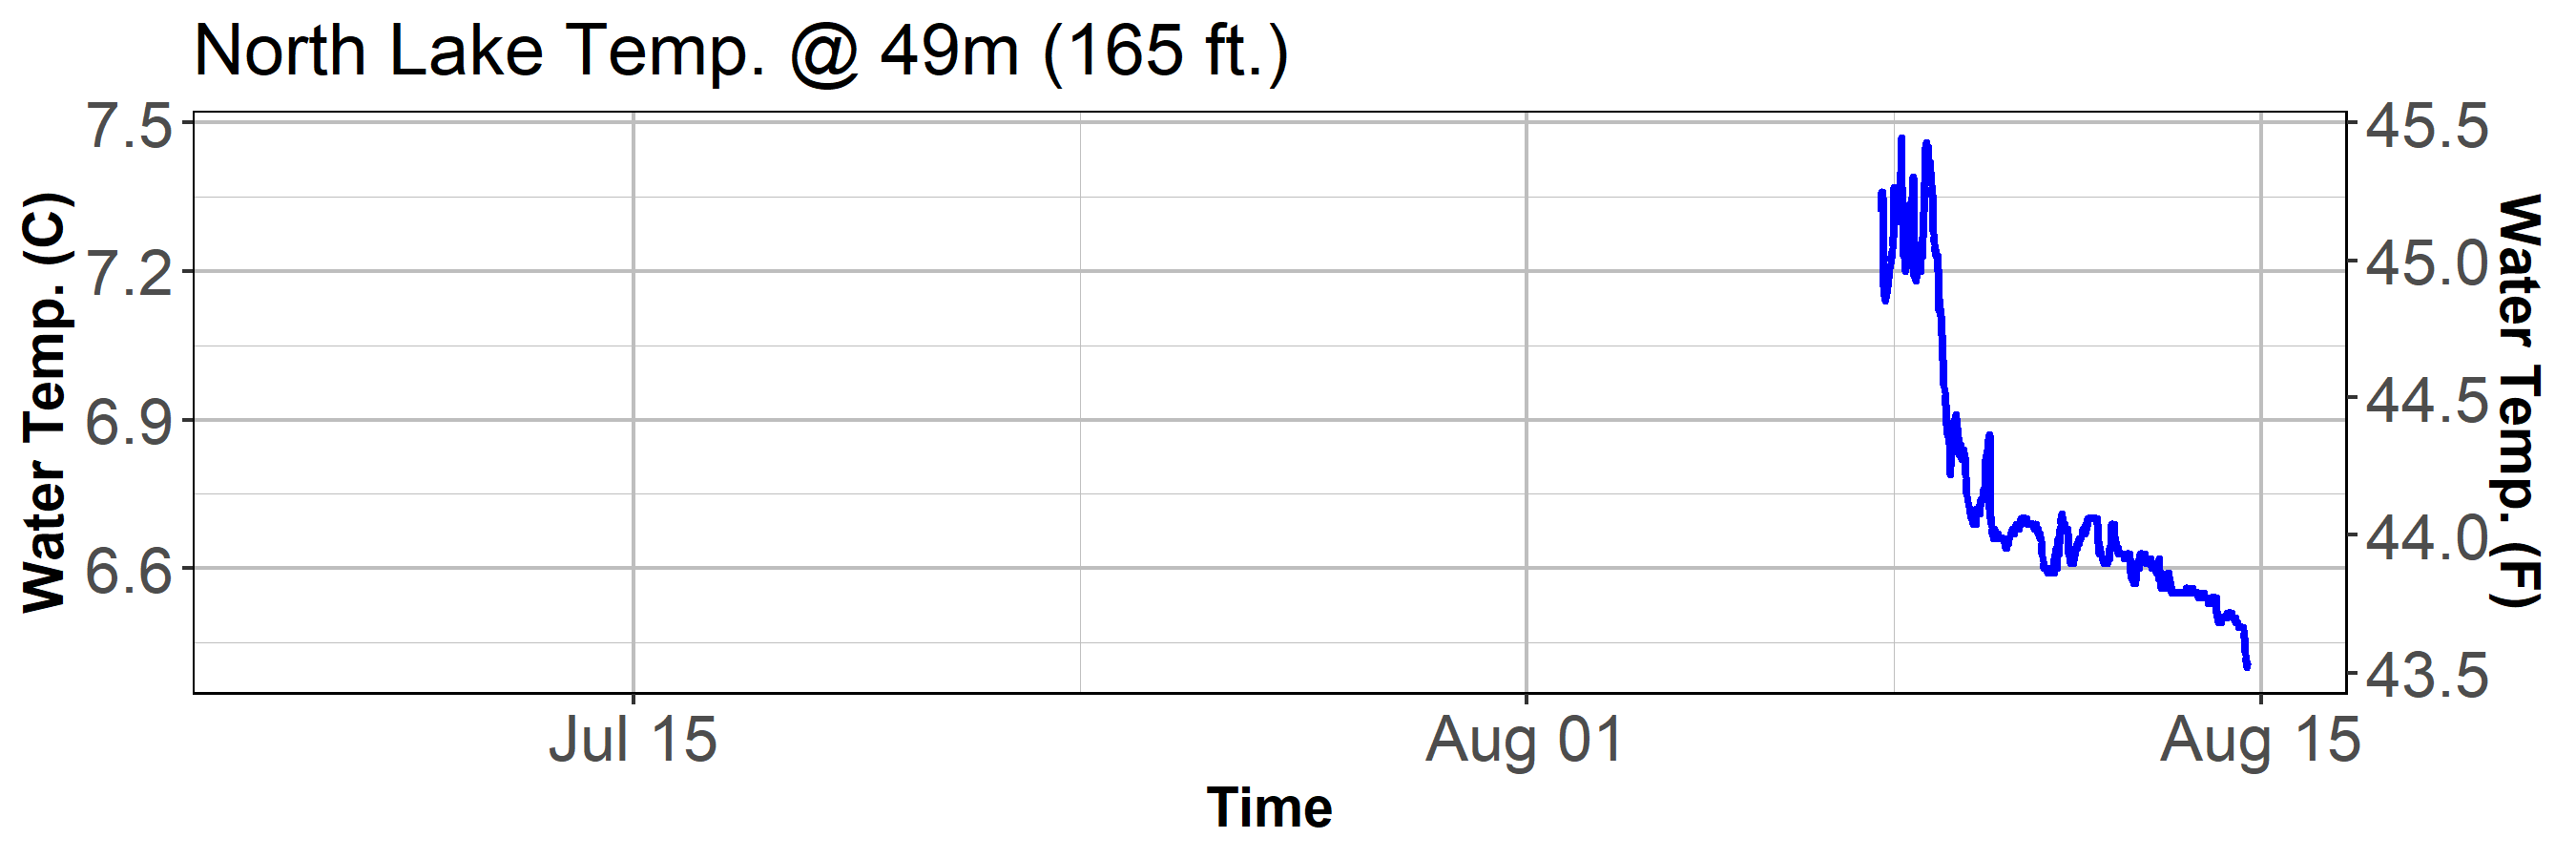 North Lake Temp. @ 49m (165 ft.)
Water Temp. (C)
7.5
7.2
6.9
6.6
45.5
45.0
44.5
44.0
43.5
Water Temp. (F)
Jul 15
Aug 01
Aug 15
Time